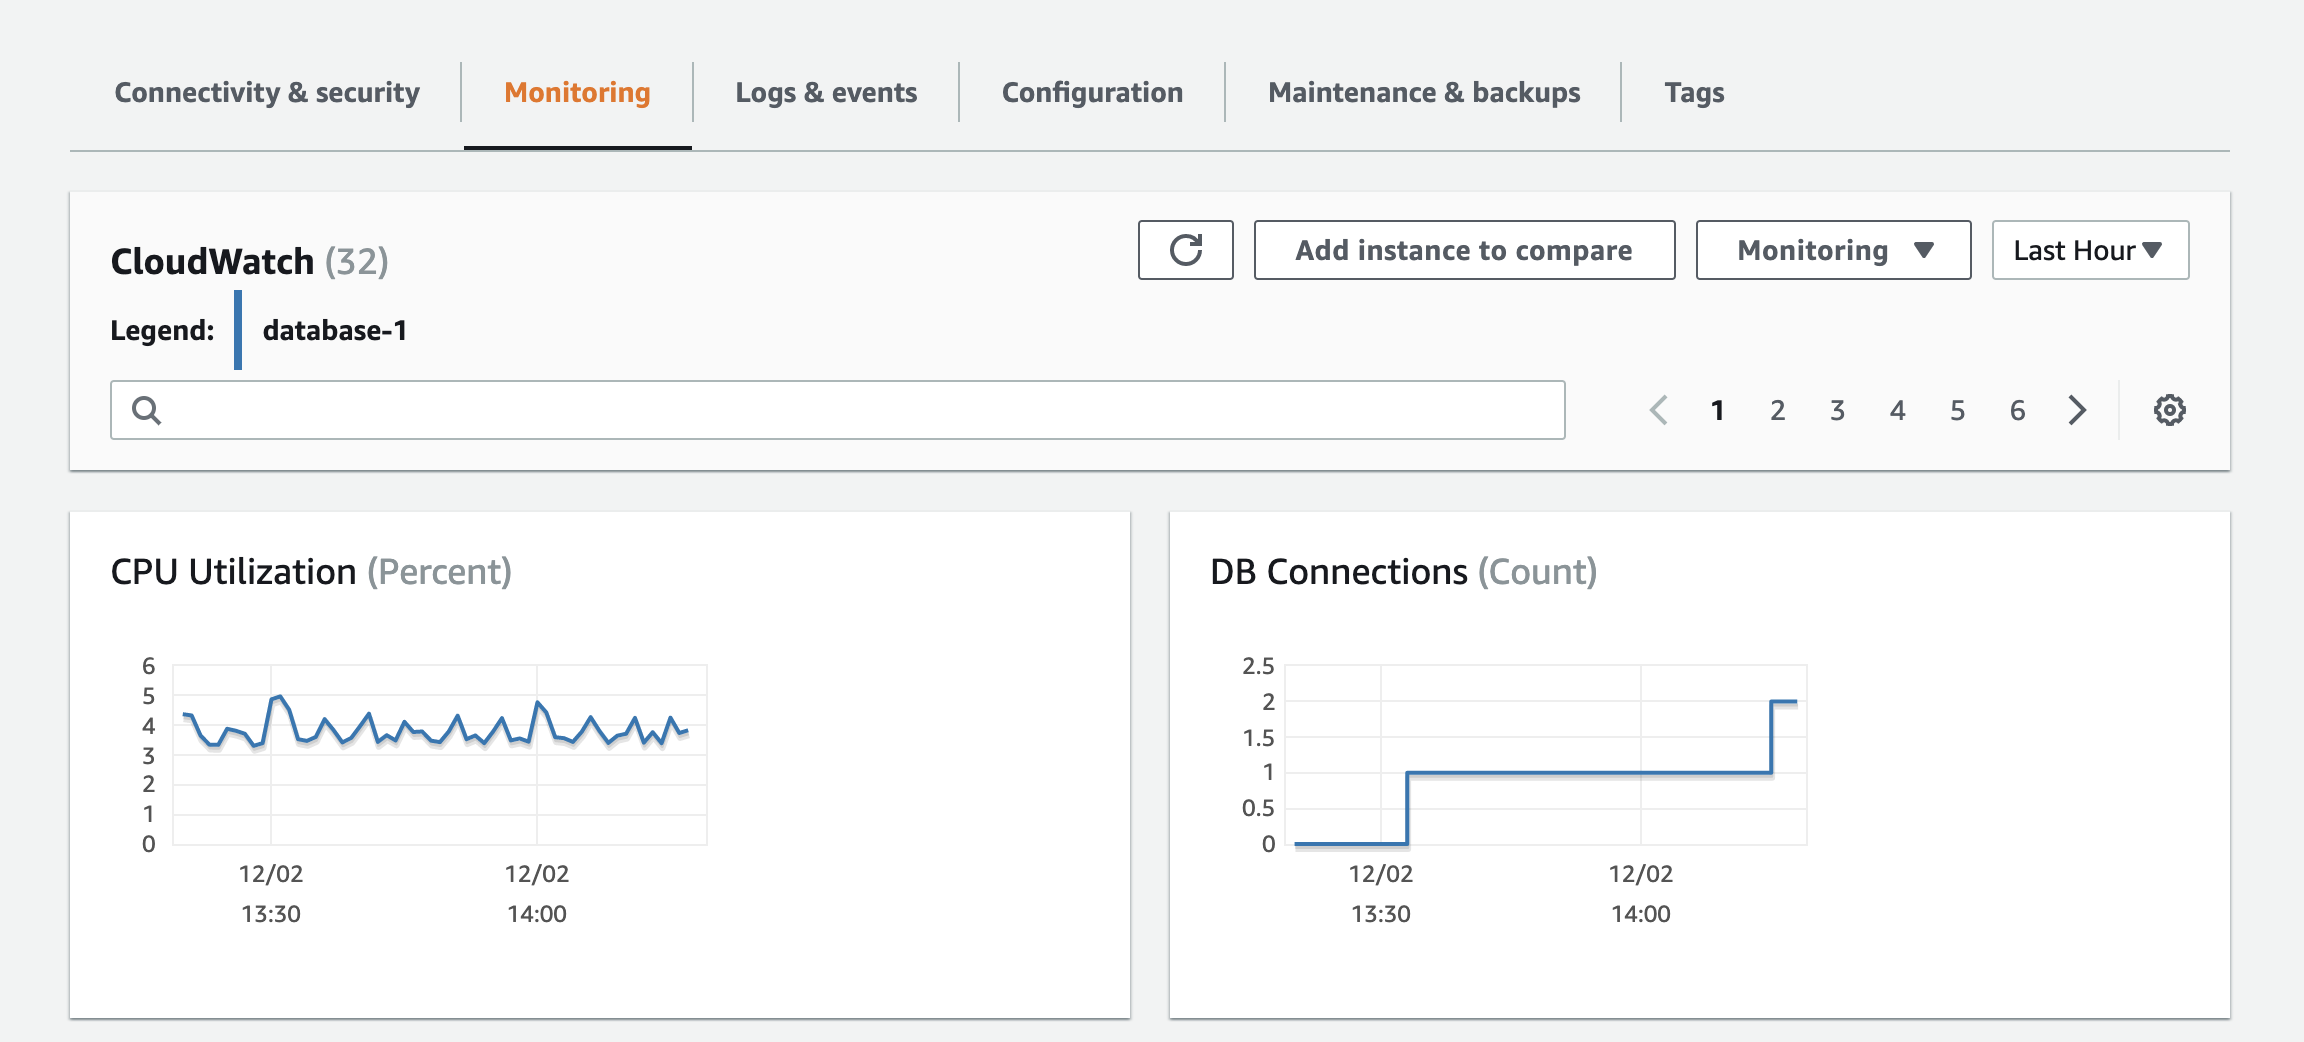 Connectivity & security Monitoring Logs & events Configuration Maintenance & backups Tags
CloudWatch (32)
Add instance to compare Monitoring Last Hour
Legend: database-1
1 2 3 4 5 6
CPU Utilization (Percent)
6
5
4
3
2
1
0
12/02 12/02
13:30 14:00
DB Connections (Count)
2.5
2
1.5
1
0.5
0
12/02 12/02
13:30 14:00